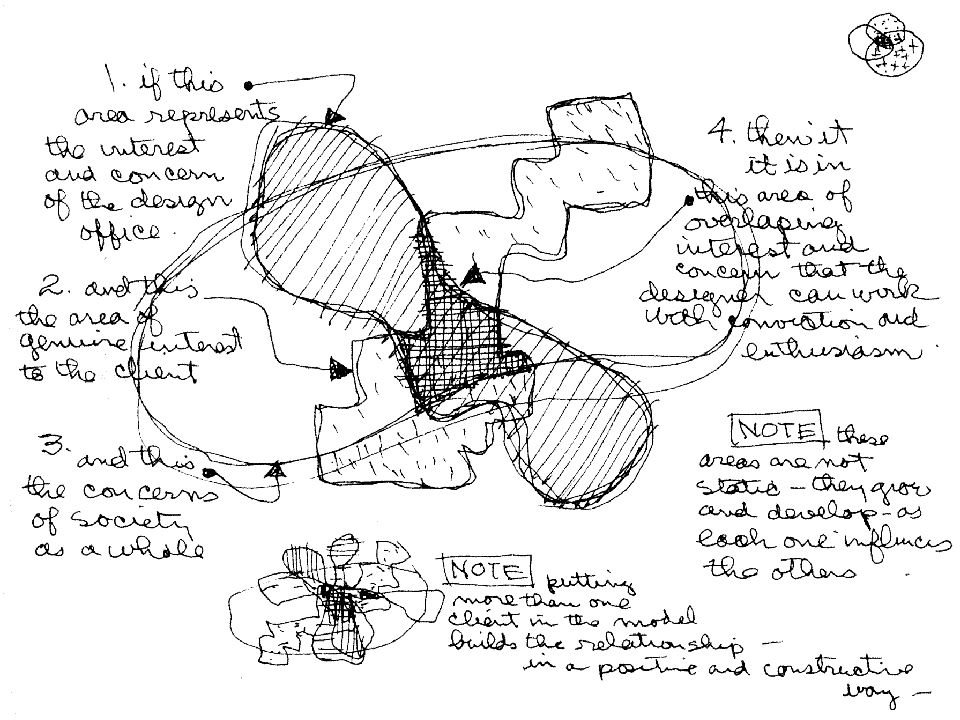 1. if this
area represents
the interest
and concern
of the design
office.
2. and this
the area of
genuine interest
to the client
3. and this
the concerns
of society
as a whole
4. then it
it is in
this area of
overlaping
interest and
concern that the
designer can work
with conviction and
enthusiasm.
NOTE these
areas are not
static - they grow
and develop - as
each one influences
the others.
NOTE putting
more than one
client in the model
builds the relationship -
in a positive and constructive
way -